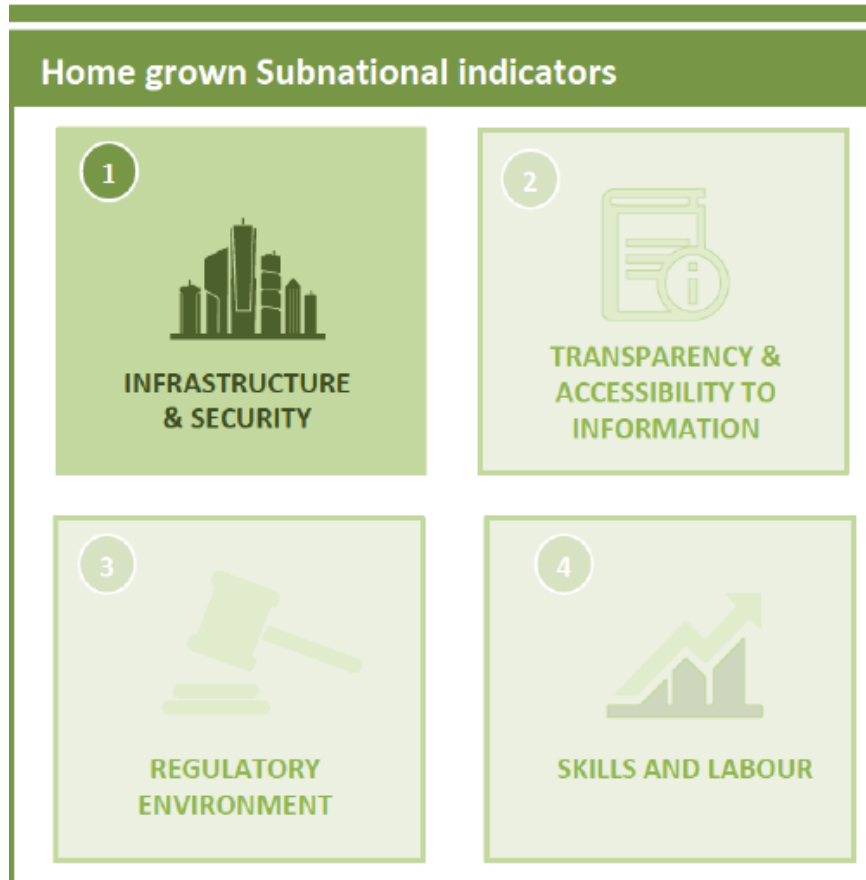 Home grown Subnational indicators
1
INFRASTRUCTURE
& SECURITY
2
i
TRANSPARENCY &
ACCESSIBILITY TO
INFORMATION
3
REGULATORY
ENVIRONMENT
4
SKILLS AND LABOUR